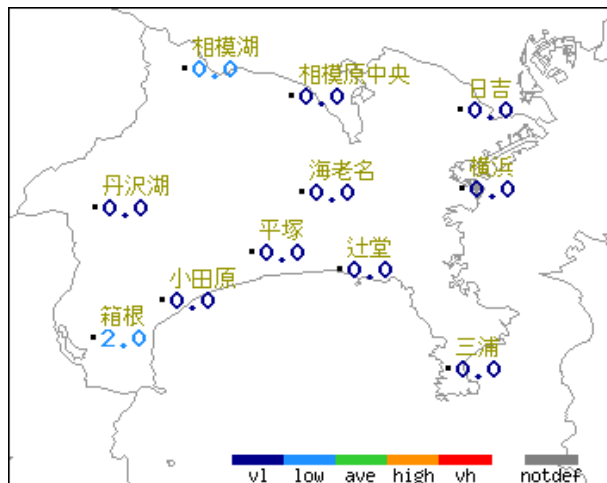 相模湖
0.0
相模原中央
0.0
日吉
0.0
丹沢湖
0.0
海老名
0.0
横浜
0.0
平塚
0.0
辻堂
0.0
小田原
0.0
箱根
2.0
三浦
0.0
vl low ave high vh notdef